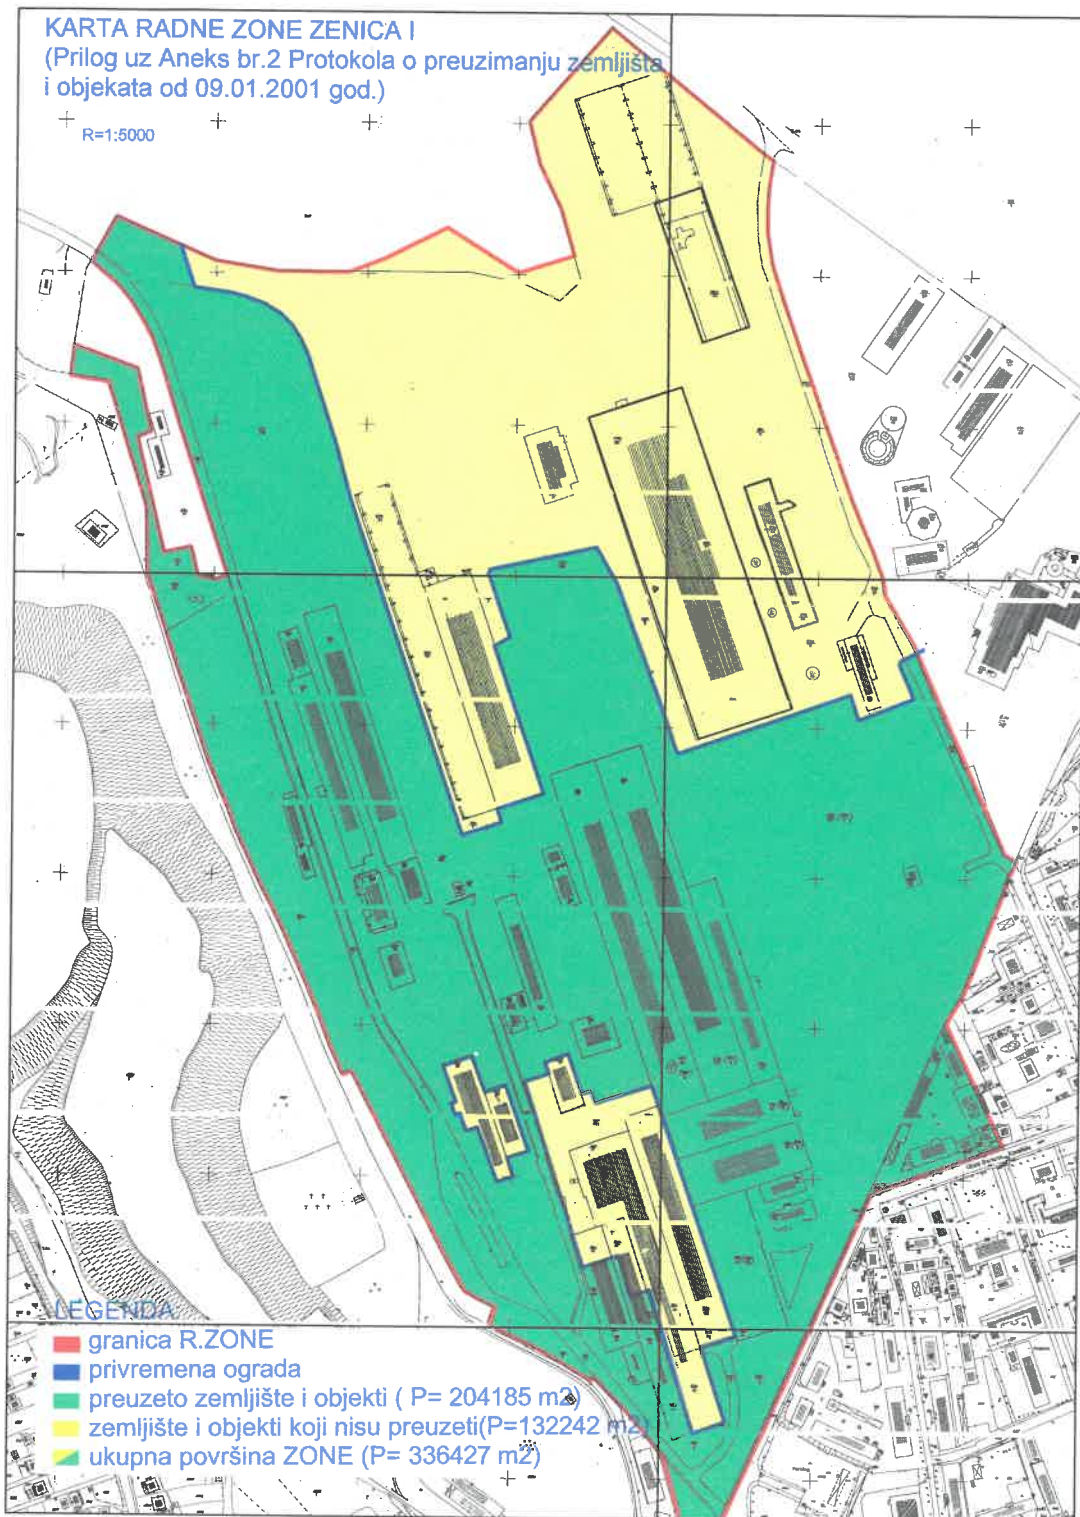 KARTA RADNE ZONE ZENICA I
(Prilog uz Aneks br.2 Protokola o preuzimanju zemljišta
i objekata od 09.01.2001 god.)
R=1:5000
LEGENDA
granica R.ZONE
privremena ograda
preuzeto zemljište i objekti ( P= 204185 m2)
zemljište i objekti koji nisu preuzeti(P=132242 m2)
ukupna površina ZONE (P= 336427 m2)